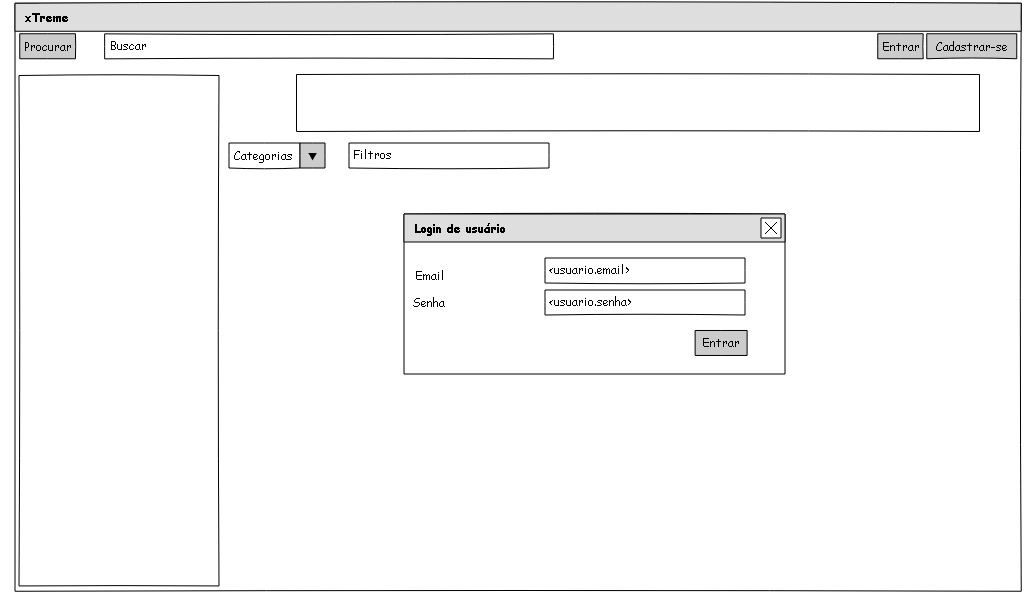 xTreme
Procurar
Buscar
Entrar
Cadastrar-se
Categorias
Filtros
Login de usuário
Email
<usuario.email>
Senha
<usuario.senha>
Entrar